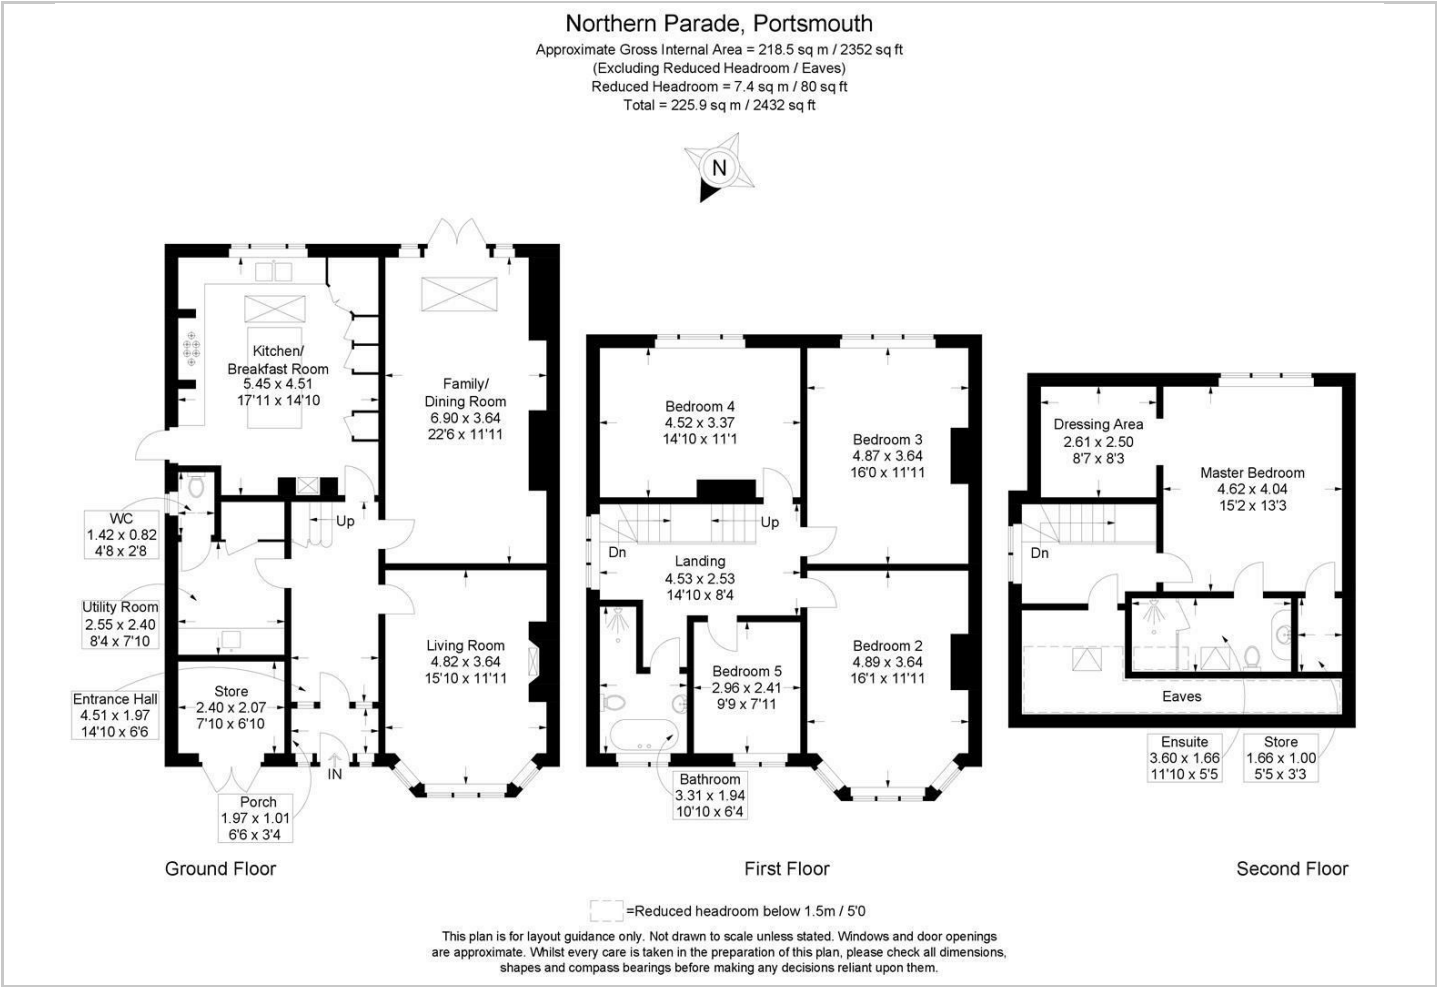 Northern Parade, Portsmouth
Approximate Gross Internal Area = 218.5 sq m / 2352 sq ft
(Excluding Reduced Headroom / Eaves)
Reduced Headroom = 7.4 sq m / 80 sq ft
Total = 225.9 sq m / 2432 sq ft
N
Kitchen/
Breakfast Room
5.45 x 4.51
17'11 x 14'10
Family/
Dining Room
6.90 x 3.64
22'6 x 11'11
WC
1.42 x 0.82
4'8 x 2'8
Up
Utility Room
2.55 x 2.40
8'4 x 7'10
Living Room
4.82 x 3.64
15'10 x 11'11
Entrance Hall
4.51 x 1.97
14'10 x 6'6
Store
2.40 x 2.07
7'10 x 6'10
IN
Porch
1.97 x 1.01
6'6 x 3'4
Ground Floor
Bedroom 4
4.52 x 3.37
14'10 x 11'1
Bedroom 3
4.87 x 3.64
16'0 x 11'11
Up
Dn
Landing
4.53 x 2.53
14'10 x 8'4
Bedroom 2
4.89 x 3.64
16'1 x 11'11
Bedroom 5
2.96 x 2.41
9'9 x 7'11
Bathroom
3.31 x 1.94
10'10 x 6'4
First Floor
Dressing Area
2.61 x 2.50
8'7 x 8'3
Master Bedroom
4.62 x 4.04
15'2 x 13'3
Dn
Eaves
Ensuite
3.60 x 1.66
11'10 x 5'5
Store
1.66 x 1.00
5'5 x 3'3
Second Floor
=Reduced headroom below 1.5m / 5'0
This plan is for layout guidance only. Not drawn to scale unless stated. Windows and door openings
are approximate. Whilst every care is taken in the preparation of this plan, please check all dimensions,
shapes and compass bearings before making any decisions reliant upon them.